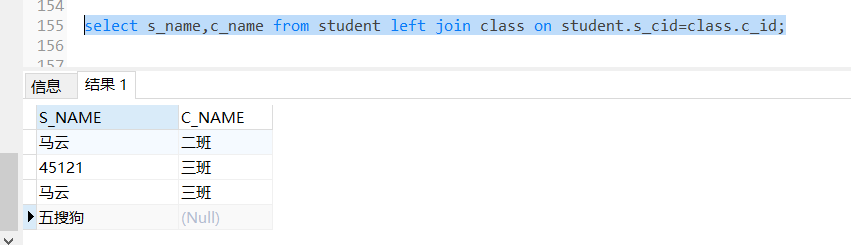 154
155 select s_name,c_name from student left join class on student.s_cid=class.c_id;
156
157
信息 结果 1
S_NAME C_NAME
马云 二班
45121 三班
马云 三班
五搜狗 (Null)